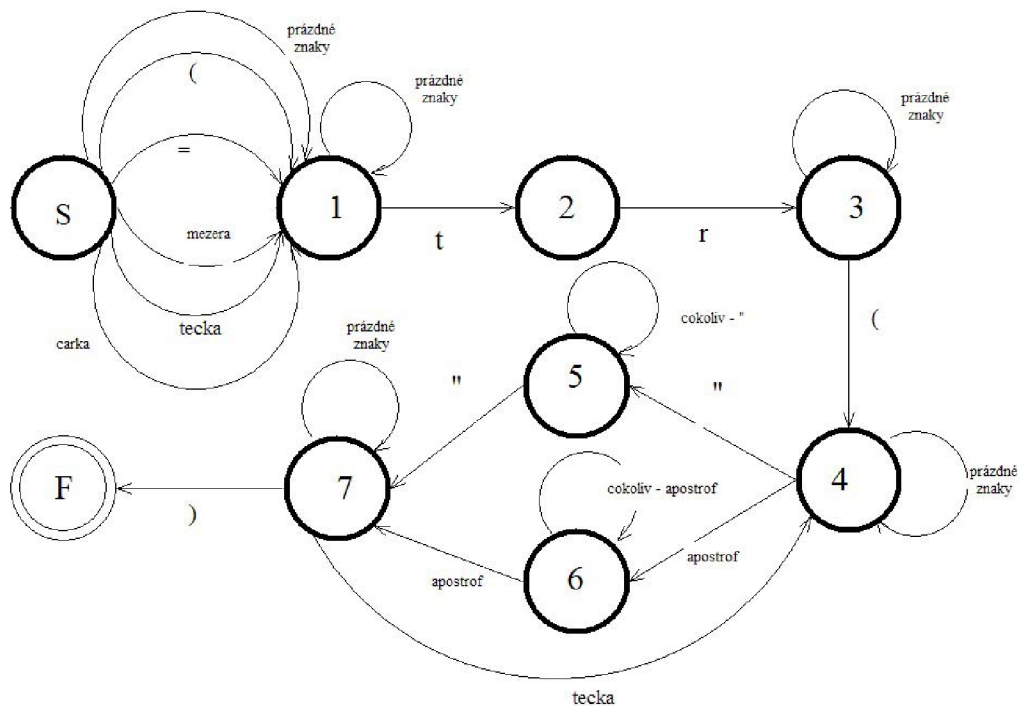 prázdné
znaky
(
=
mezera
tecka
carka
S
prázdné
znaky
1
t
2
r
prázdné
znaky
3
(
cokoliv - "
5
"
"
prázdné
znaky
4
prázdné
znaky
cokoliv - apostrof
6
apostrof
apostrof
7
)
F
tecka